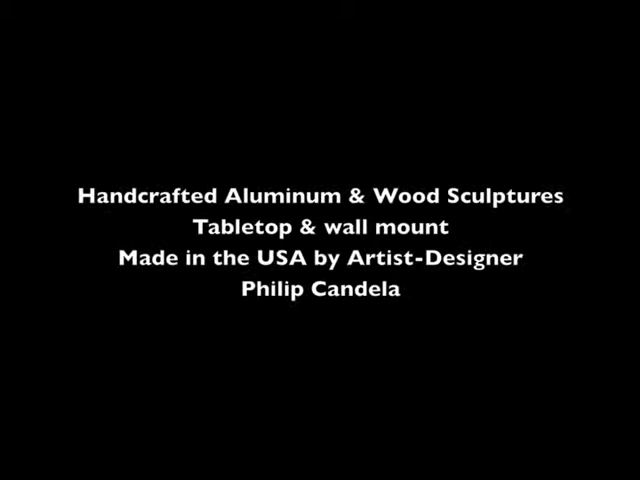 Handcrafted Aluminum & Wood Sculptures
Tabletop & wall mount
Made in the USA by Artist-Designer
Philip Candela